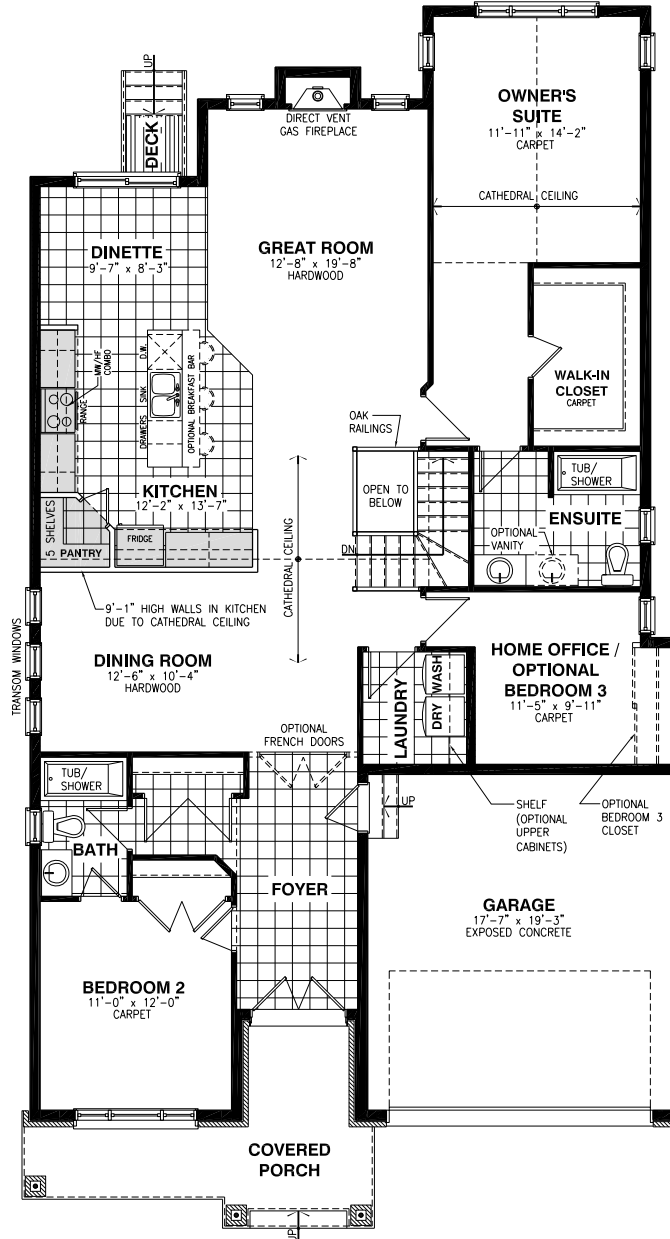 UP
DECK
DIRECT VENT
GAS FIREPLACE
OWNER'S
SUITE
11'-11" x 14'-2"
CARPET
CATHEDRAL CEILING
DINETTE
9'-7" x 8'-3"
GREAT ROOM
12'-8" x 19'-8"
HARDWOOD
MW/HF
COMBO
RANGE
D.W.
SINK
DRAWERS
OPTIONAL BREAKFAST BAR
WALK-IN
CLOSET
CARPET
OAK
RAILINGS
KITCHEN
12'-2" x 13'-7"
5 SHELVES
PANTRY
FRIDGE
CATHEDRAL CEILING
OPEN TO
BELOW
DN
TUB/
SHOWER
ENSUITE
OPTIONAL
VANITY
9'-1" HIGH WALLS IN KITCHEN
DUE TO CATHEDRAL CEILING
TRANSOM WINDOWS
DINING ROOM
12'-6" x 10'-4"
HARDWOOD
HOME OFFICE /
OPTIONAL
BEDROOM 3
11'-5" x 9'-11"
CARPET
LAUNDRY
WASH
DRY
OPTIONAL
FRENCH DOORS
TUB/
SHOWER
BATH
UP
SHELF
(OPTIONAL
UPPER
CABINETS)
OPTIONAL
BEDROOM 3
CLOSET
FOYER
GARAGE
17'-7" x 19'-3"
EXPOSED CONCRETE
BEDROOM 2
11'-0" x 12'-0"
CARPET
COVERED
PORCH
UP